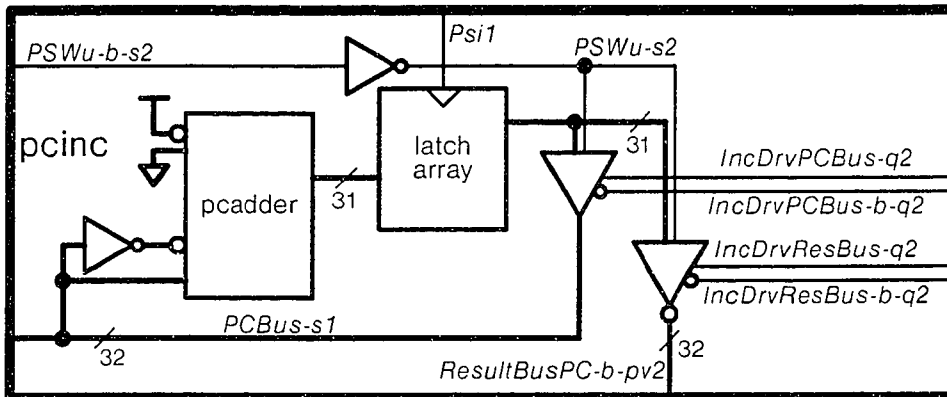 Psi1
PSWu-b-s2
PSWu-s2
pcinc
latch
array
31
IncDrvPCBus-q2
pcadder
31
IncDrvPCBus-b-q2
IncDrvResBus-q2
IncDrvResBus-b-q2
PCBus-s1
32
32
ResultBusPC-b-pv2